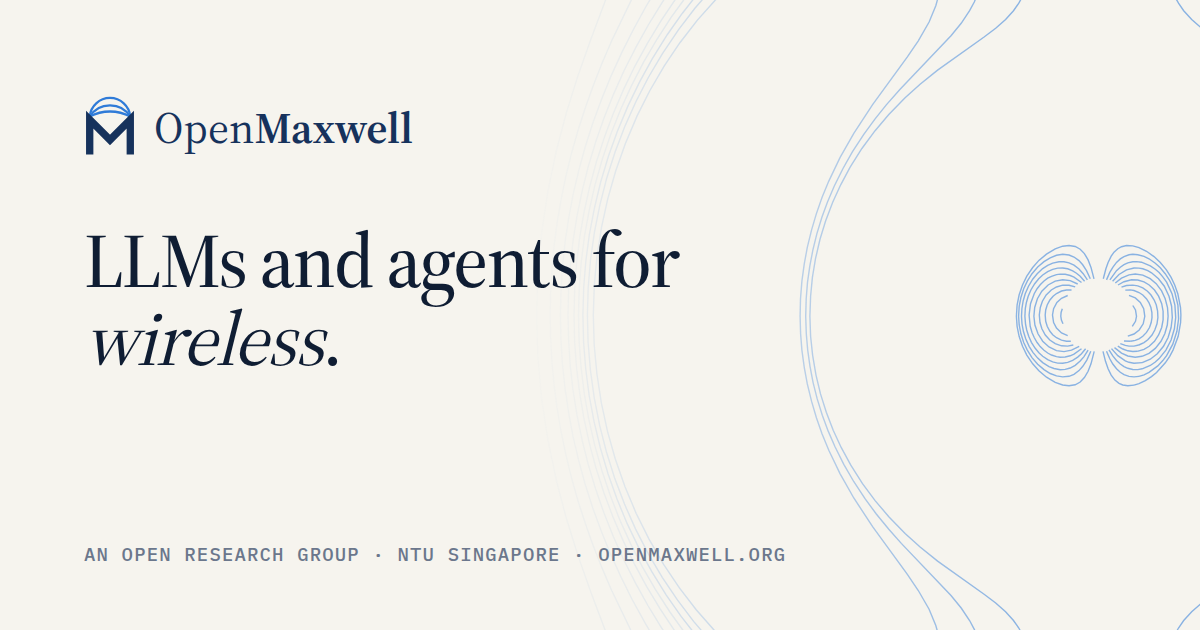 OpenMaxwell
LLMs and agents for
wireless.
AN OPEN RESEARCH GROUP · NTU SINGAPORE · OPENMAXWELL.ORG